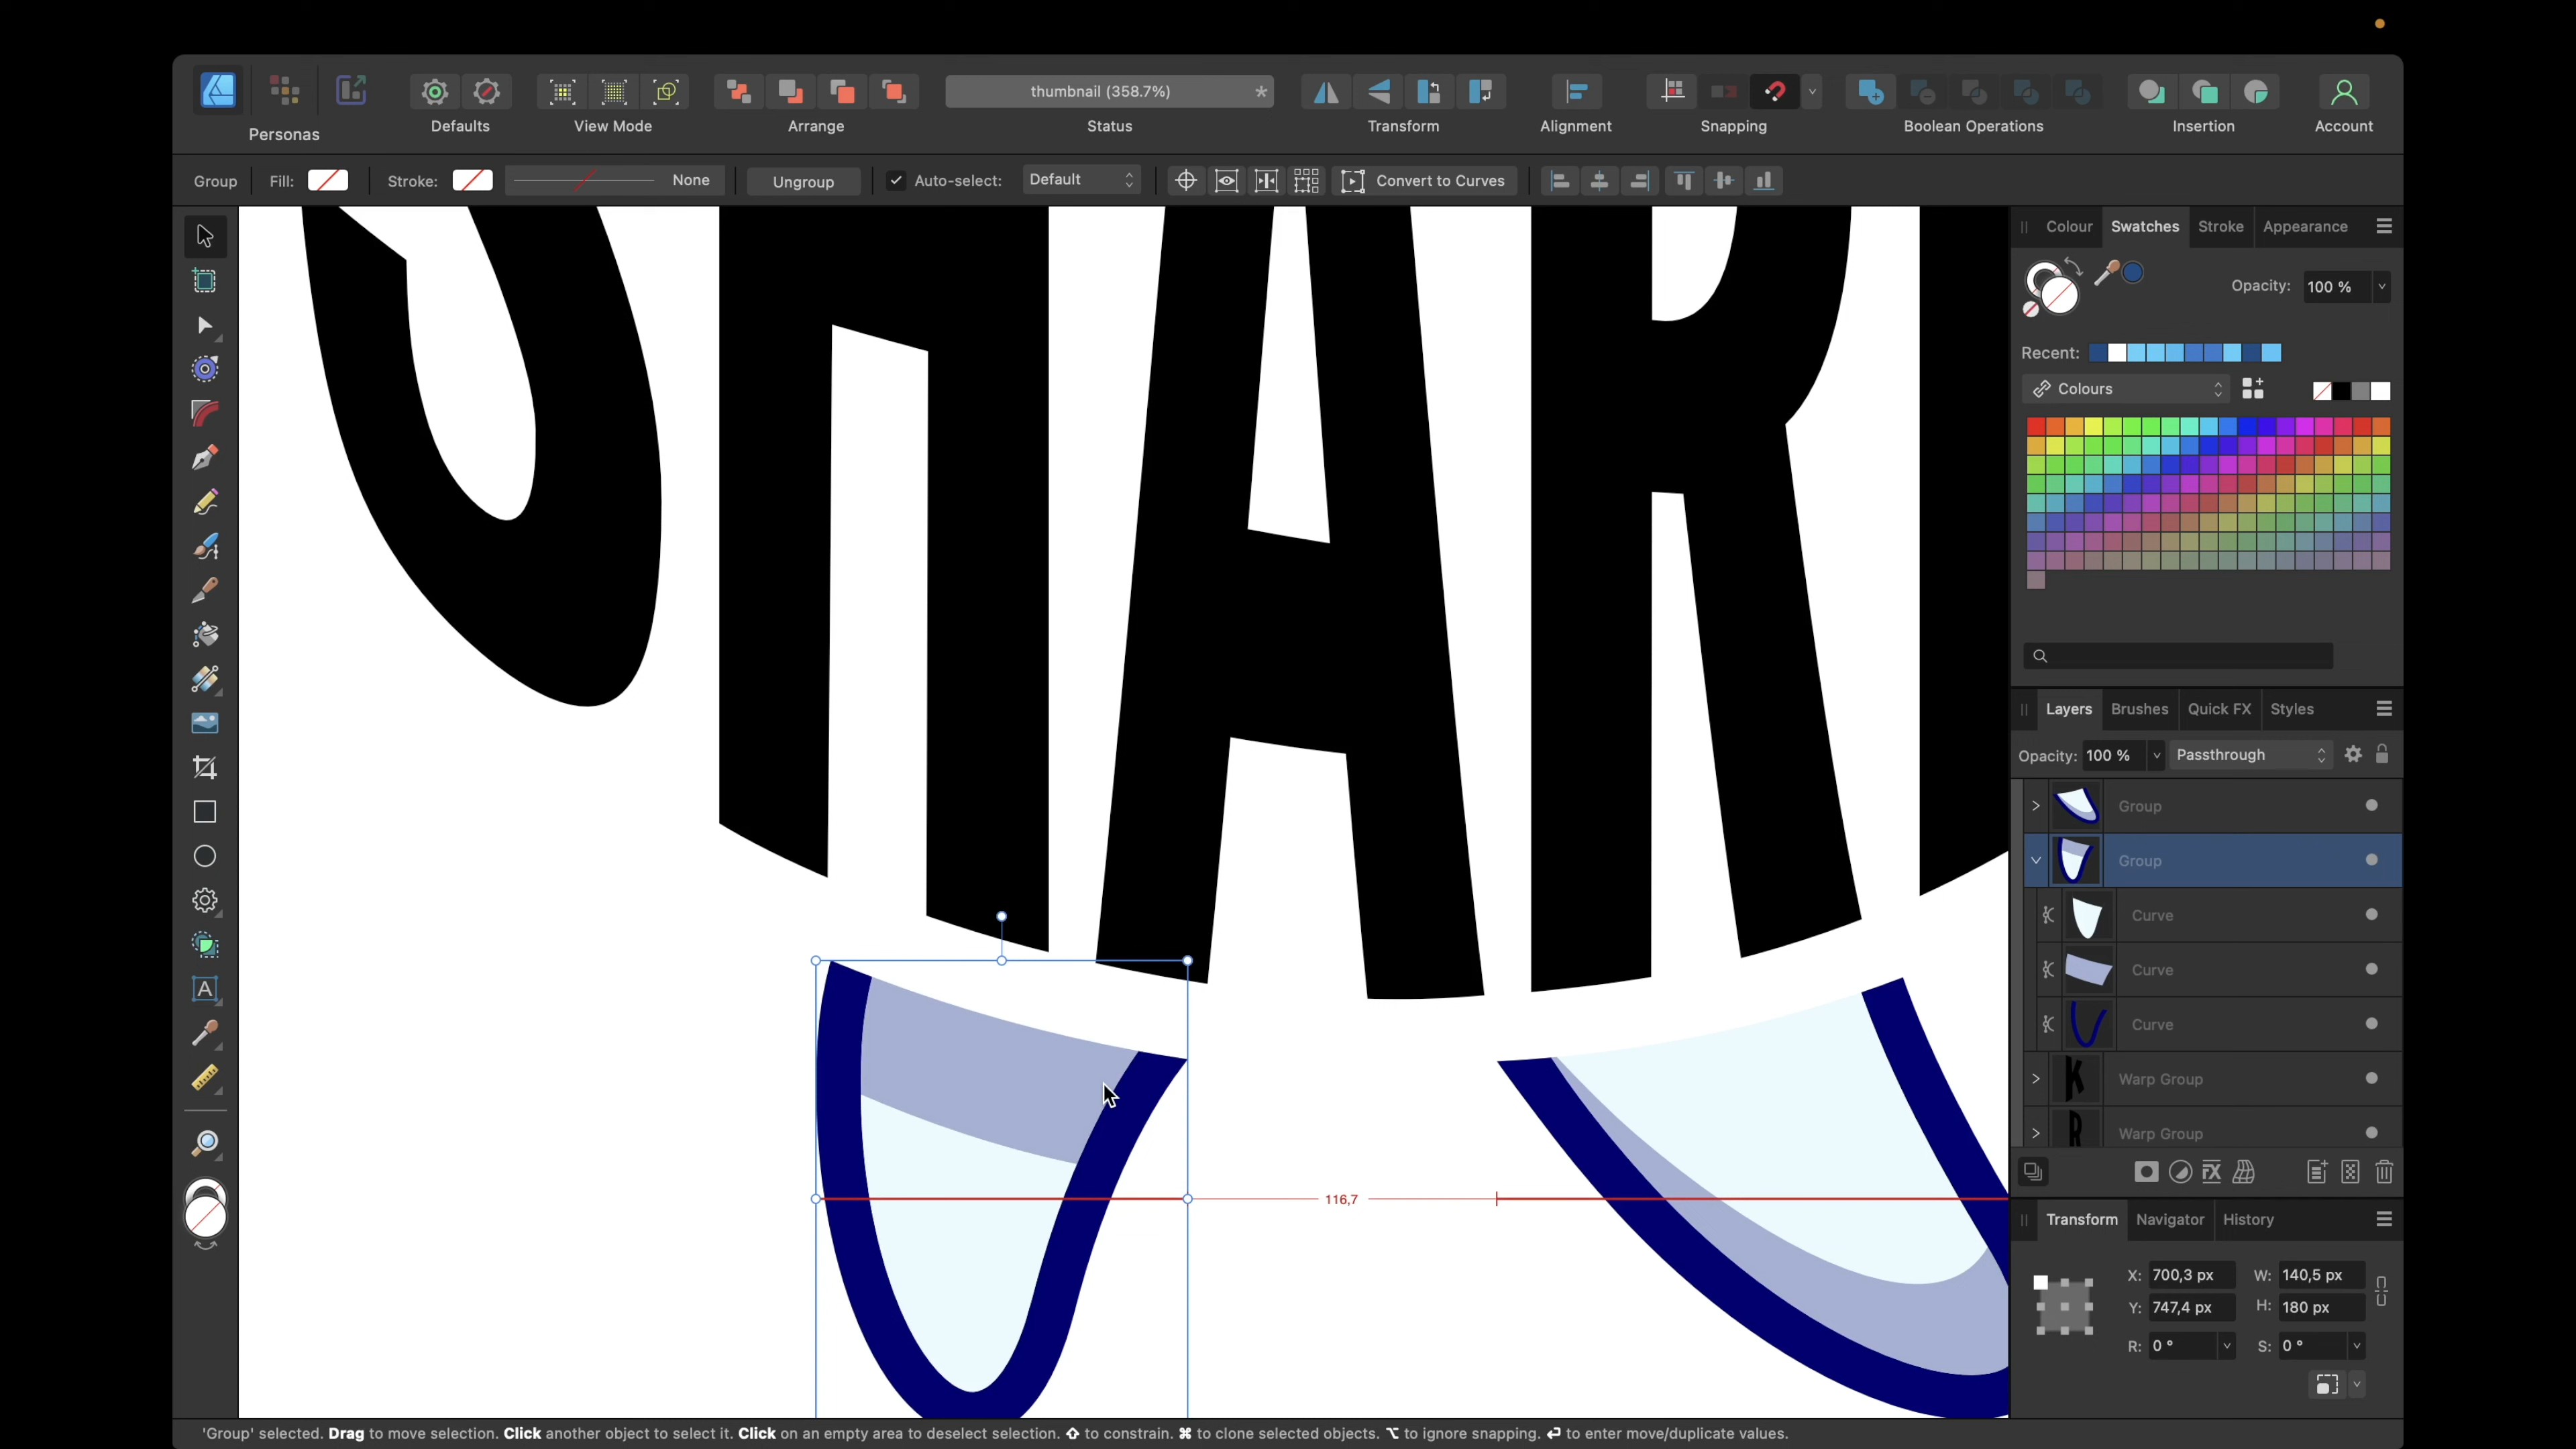 thumbnail (358.7%) *
Personas
Defaults
View Mode
Arrange
Status
Transform
Alignment
Snapping
Boolean Operations
Insertion
Account
Group
Fill:
Stroke:
None
Ungroup
Auto-select:
Default
Convert to Curves
Colour
Swatches
Stroke
Appearance
Opacity:
100 %
Recent:
Colours
SHARK
Layers
Brushes
Quick FX
Styles
Opacity: 100 %
Passthrough
Group
Group
Curve
Curve
Curve
Warp Group
Warp Group
116,7
Transform
Navigator
History
X: 700,3 px
W: 140,5 px
Y: 747,4 px
H: 180 px
R: 0 °
S: 0 °
'Group' selected. Drag to move selection. Click another object to select it. Click on an empty area to deselect selection. ⇧ to constrain. ⌘ to clone selected objects. ⌥ to ignore snapping. ↵ to enter move/duplicate values.